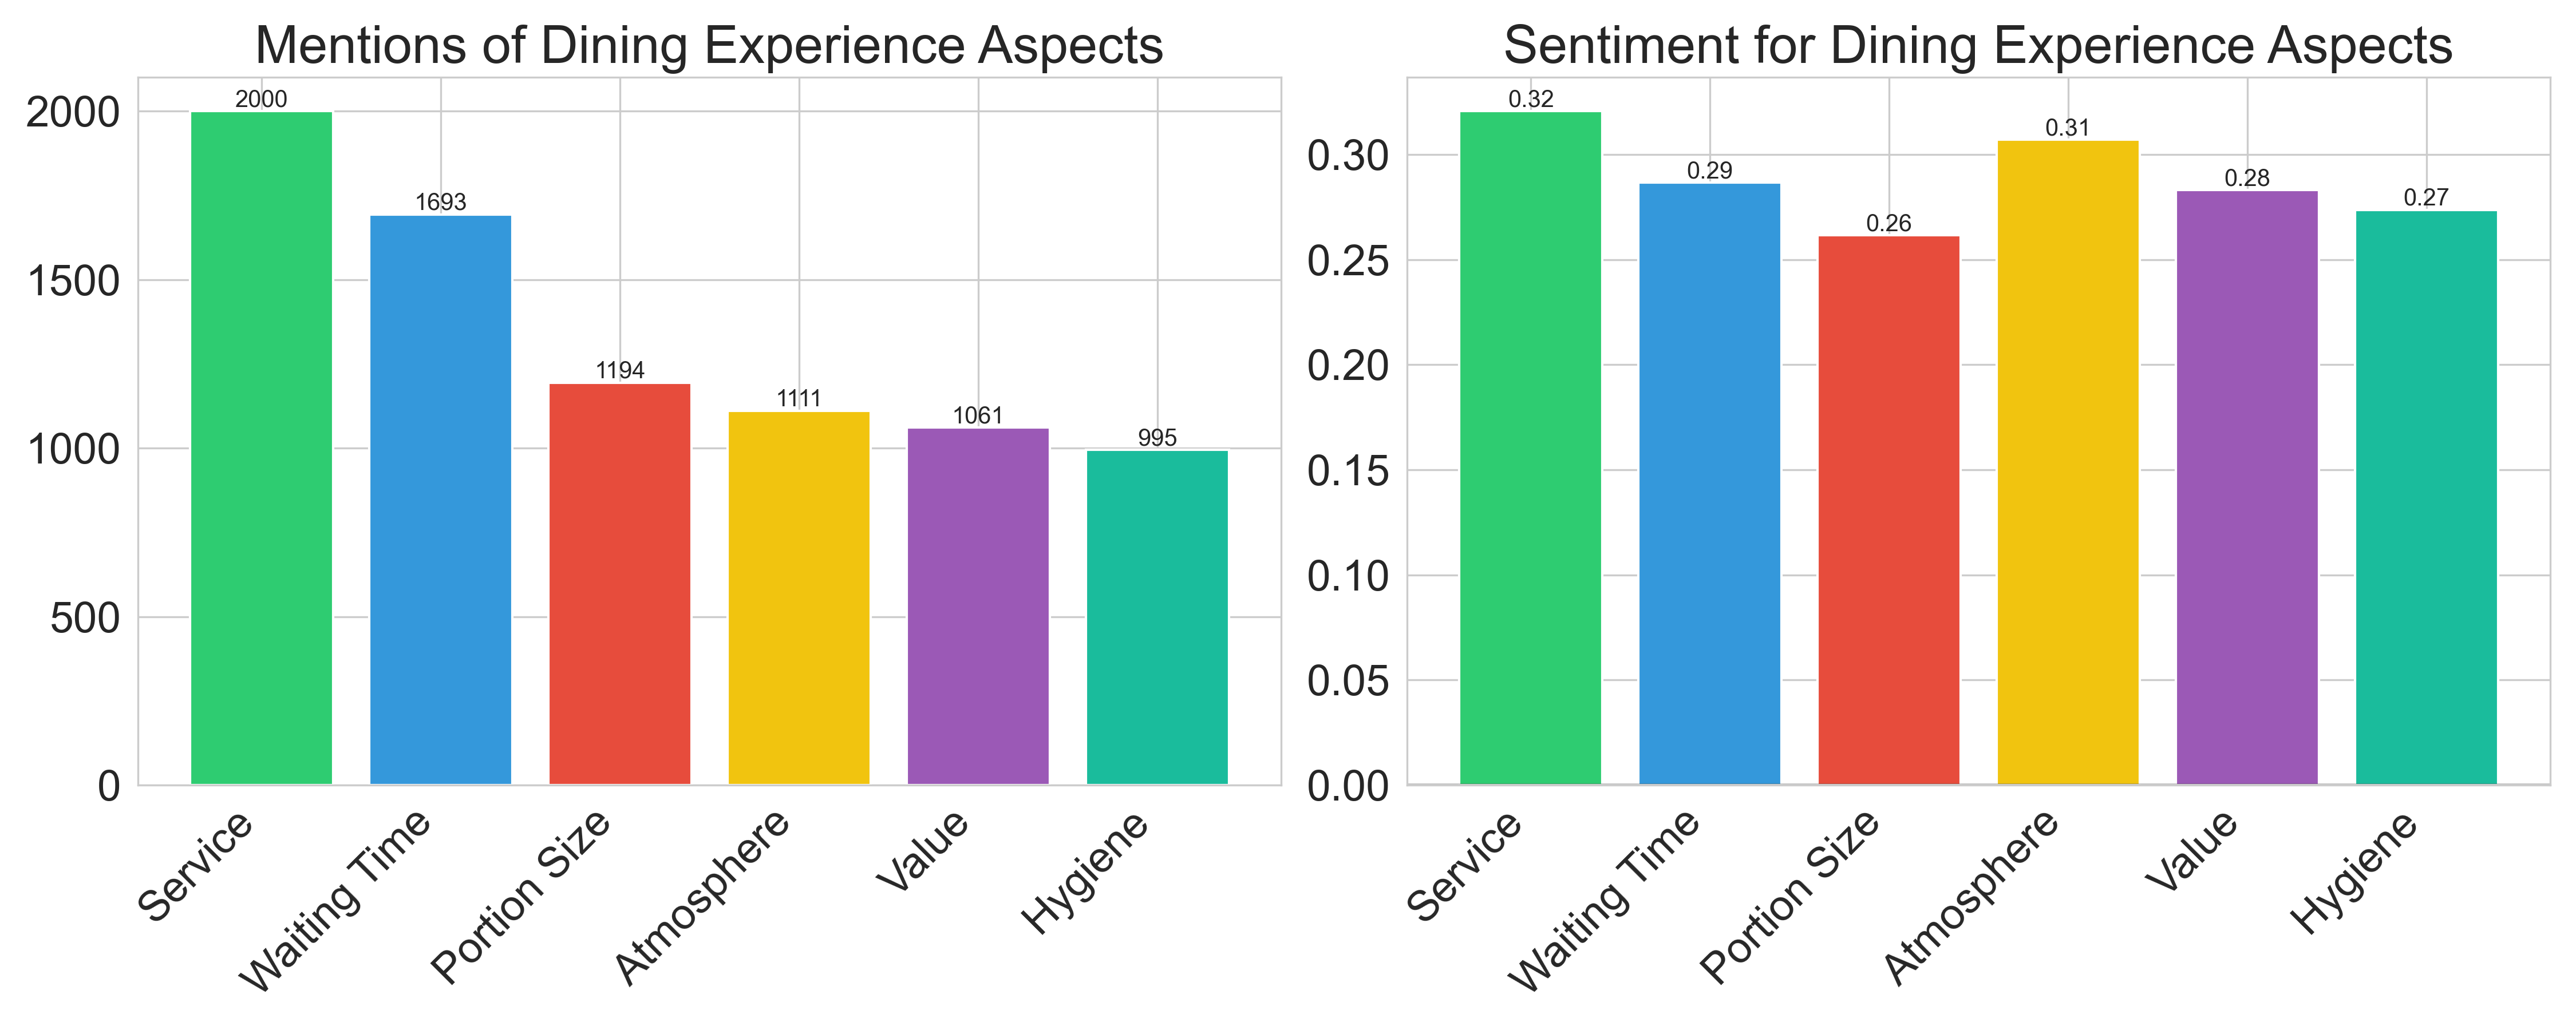 Mentions of Dining Experience Aspects
2000
1500
1000
500
0
2000
1693
1194
1111
1061
995
Service
Waiting Time
Portion Size
Atmosphere
Value
Hygiene
Sentiment for Dining Experience Aspects
0.30
0.25
0.20
0.15
0.10
0.05
0.00
0.32
0.29
0.26
0.31
0.28
0.27
Service
Waiting Time
Portion Size
Atmosphere
Value
Hygiene